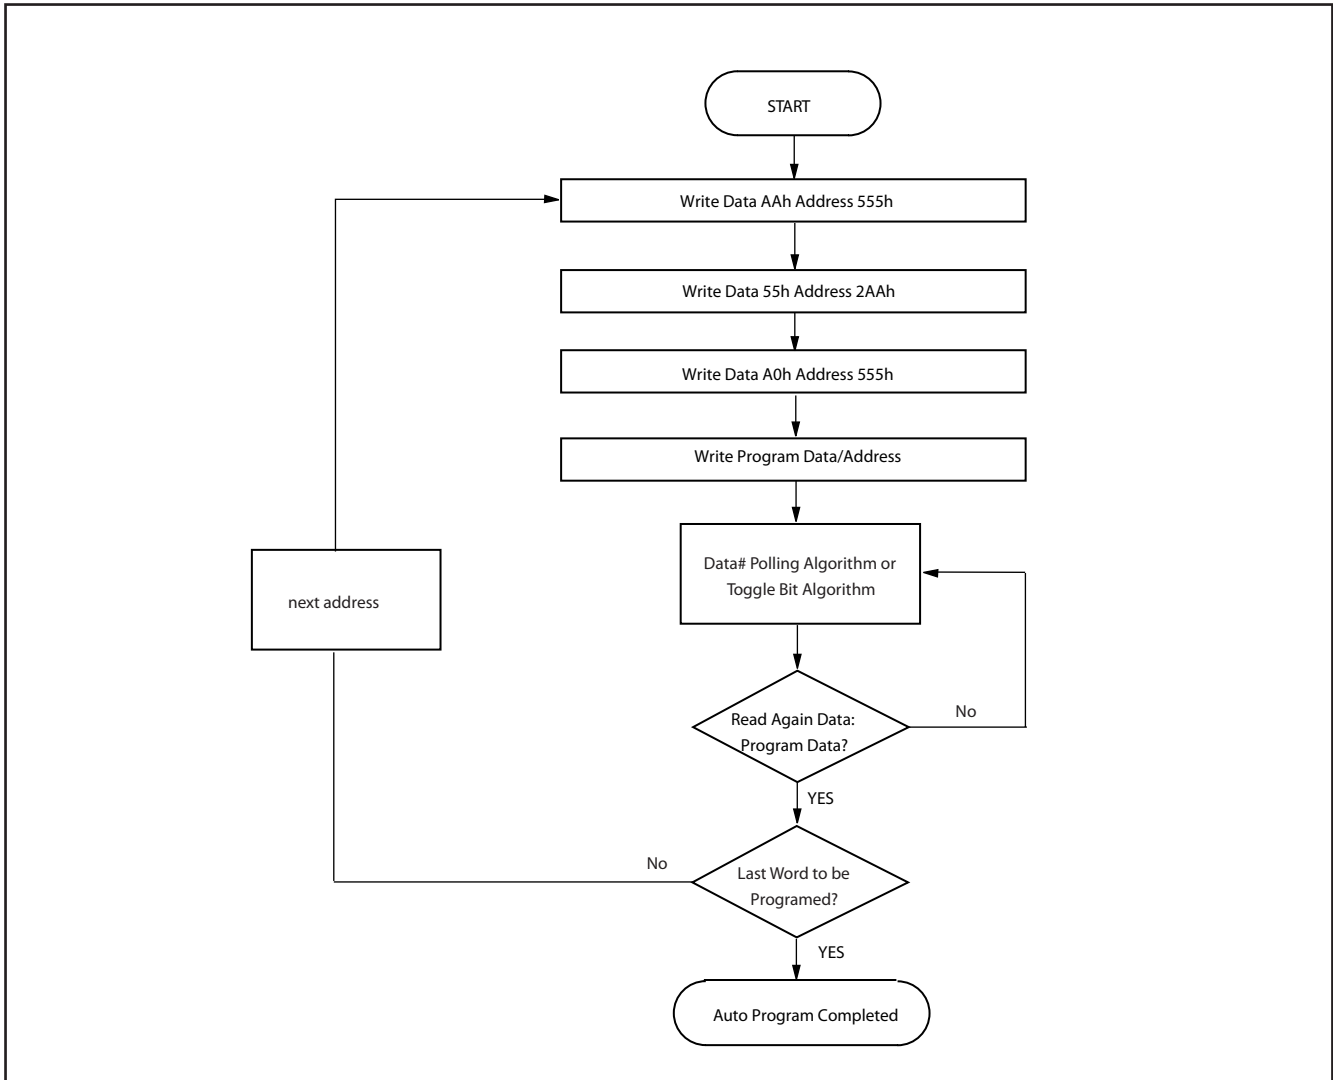 START
Write Data AAh Address 555h
Write Data 55h Address 2AAh
Write Data A0h Address 555h
Write Program Data/Address
Data# Polling Algorithm or
Toggle Bit Algorithm
next address
Read Again Data:
Program Data?
No
YES
No
Last Word to be
Programed?
YES
Auto Program Completed